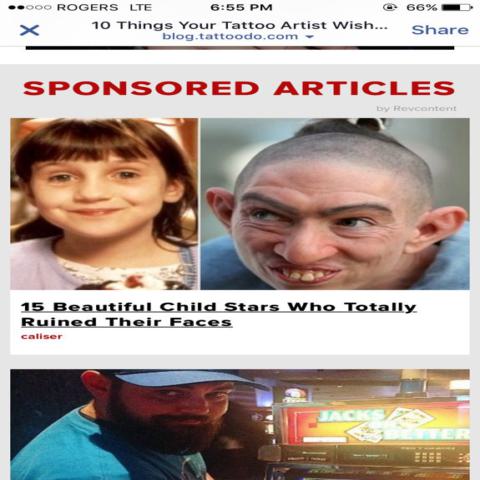 ROGERS LTE 6:55 PM 66%
10 Things Your Tattoo Artist Wish...
blog.tattoodo.com
Share
SPONSORED ARTICLES
by Revcontent
15 Beautiful Child Stars Who Totally
Ruined Their Faces
caliser
JACKS
OR BETTER